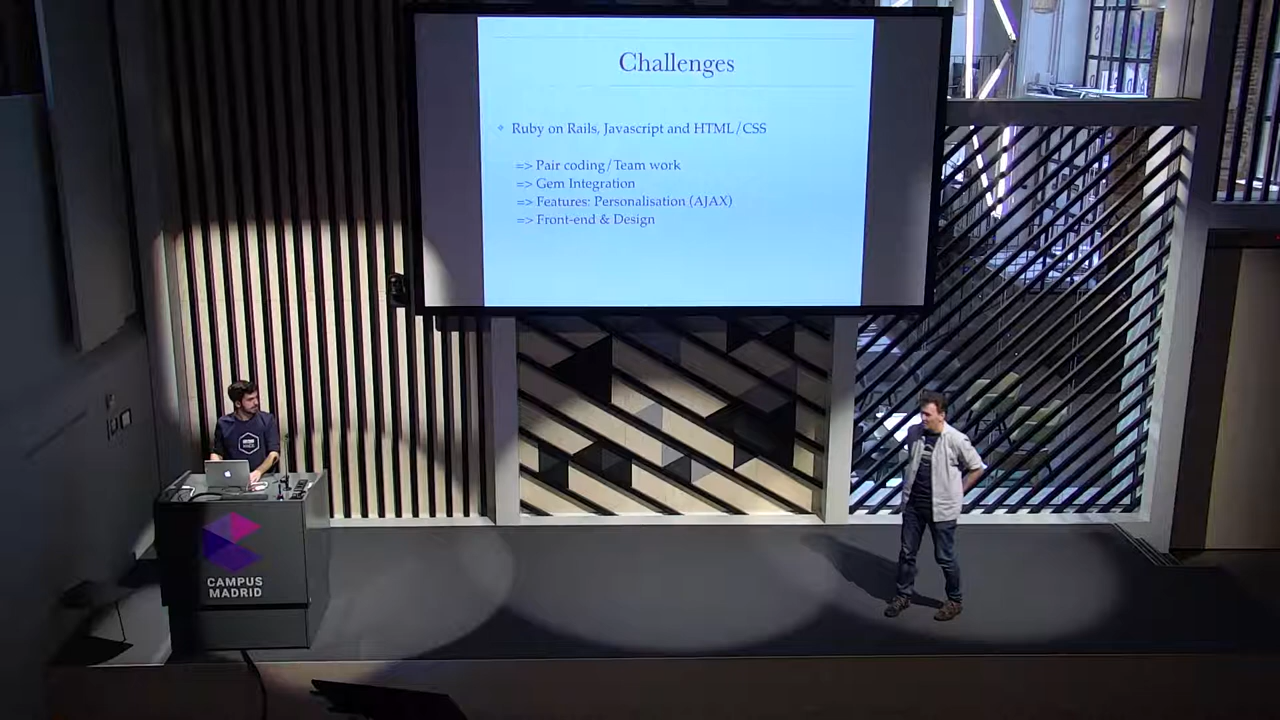 Challenges
Ruby on Rails, Javascript and HTML/CSS
=> Pair coding/Team work
=> Gem Integration
=> Features: Personalisation (AJAX)
=> Front-end & Design
CAMPUS
MADRID